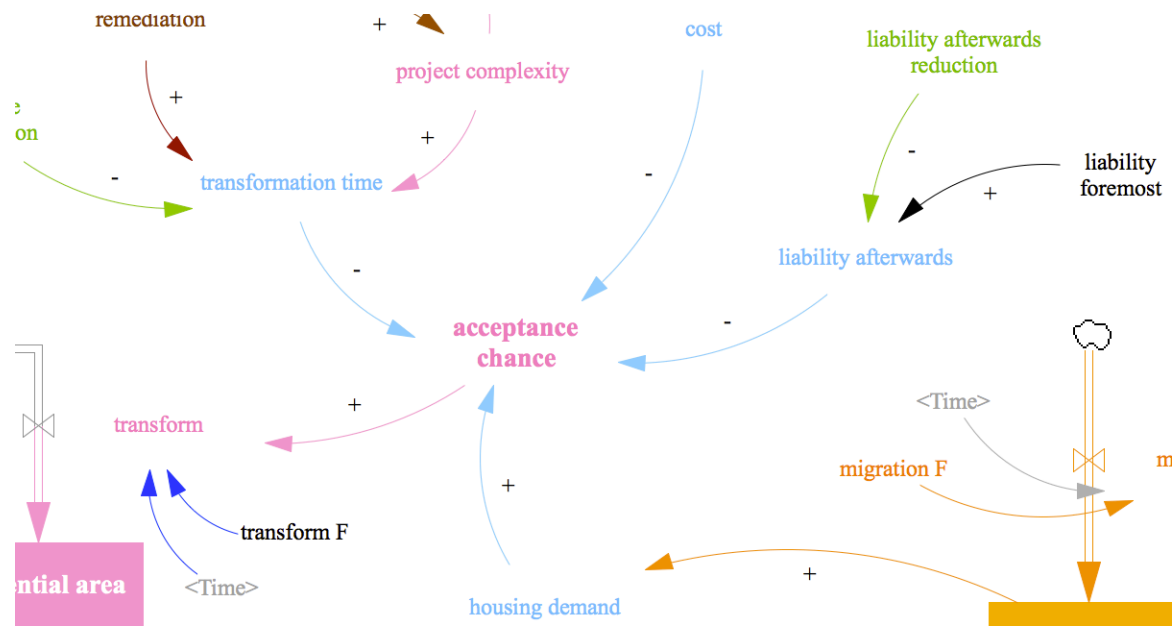 remediation
+
cost
liability afterwards
reduction
project complexity
+
e
on
+
-
-
-
liability
foremost
+
transformation time
-
liability afterwards
-
acceptance
chance
-
+
<Time>
transform
migration F
m
+
transform F
ential area
<Time>
+
housing demand